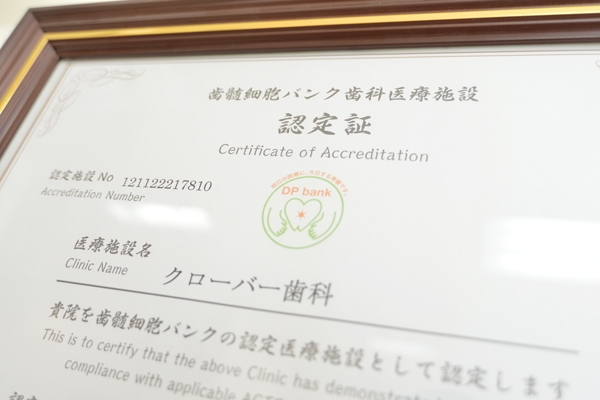 歯髄細胞バンク歯科医療施設
認定証
Certificate of Accreditation
認定施設 No 121122217810
Accreditation Number
DP bank
医療施設名
Clinic Name
クローバー歯科
貴院を歯髄細胞バンクの認定医療施設として認定します
This is to certify that the above Clinic has demonstrate
compliance with applicable